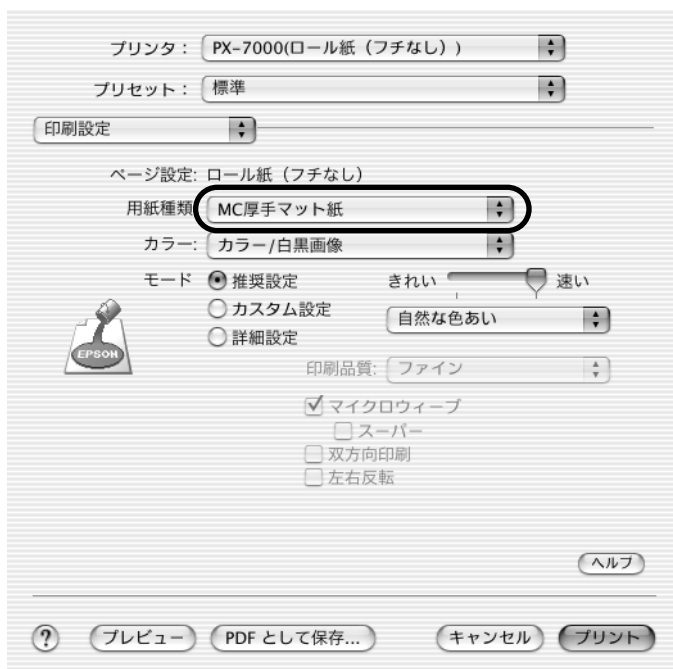 プリンタ： PX-7000(ロール紙（フチなし）)
プリセット： 標準
印刷設定
ページ設定: ロール紙（フチなし）
用紙種類 MC厚手マット紙
カラー: カラー/白黒画像
モード 推奨設定 きれい 速い
カスタム設定 自然な色あい
詳細設定
EPSON
印刷品質: ファイン
マイクロウィーブ
スーパー
双方向印刷
左右反転
ヘルプ
? プレビュー PDF として保存... キャンセル プリント